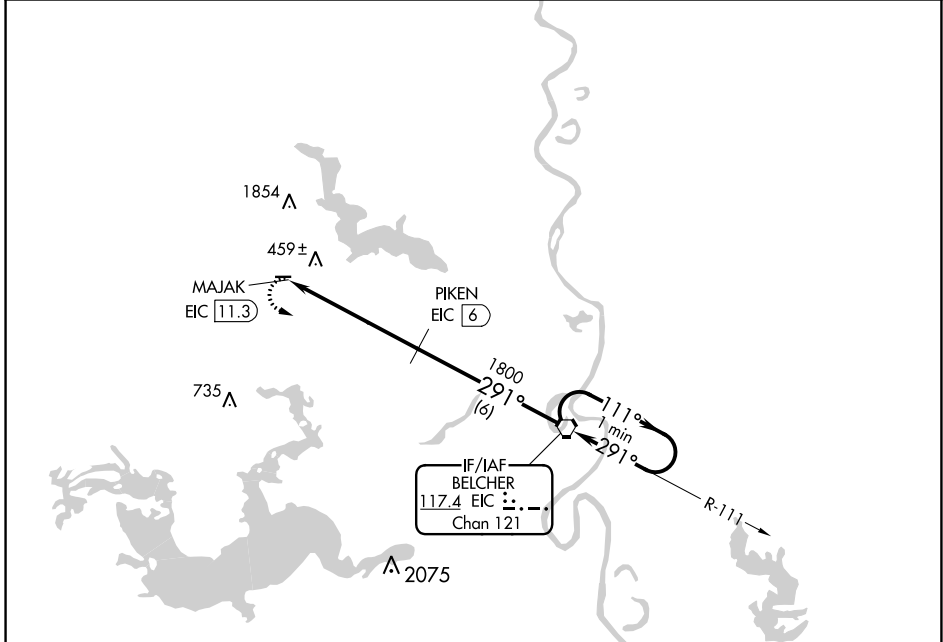 1854
459±
MAJAK
EIC 11.3
PIKEN
EIC 6
1800
291°
(6)
735
111°
1 min
291°
IF/IAF
BELCHER
117.4 EIC
Chan 121
R-111
2075